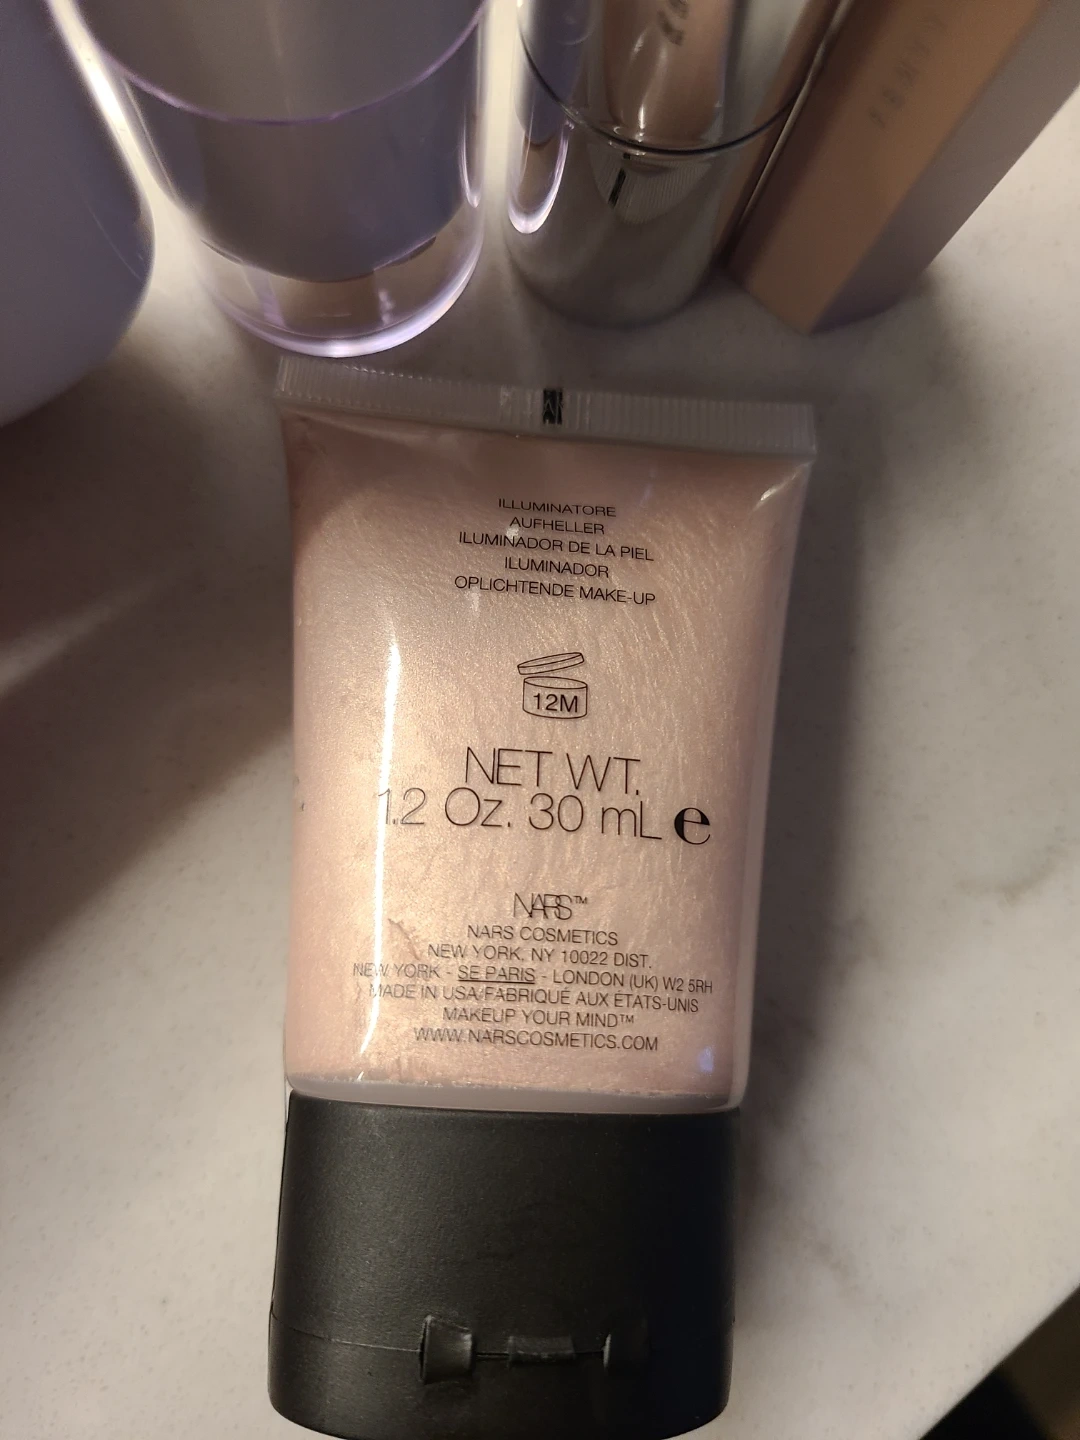 ILLUMINATORE
AUFHELLER
ILUMINADOR DE LA PIEL
ILUMINADOR
OPLICHTENDE MAKE-UP
12M
NET WT.
1.2 Oz. 30 mL e
NARS™
NARS COSMETICS
NEW YORK, NY 10022 DIST.
NEW YORK - SE PARIS - LONDON (UK) W2 5RH
MADE IN USA/FABRIQUÉ AUX ÉTATS-UNIS
MAKEUP YOUR MIND™
WWW.NARSCOSMETICS.COM